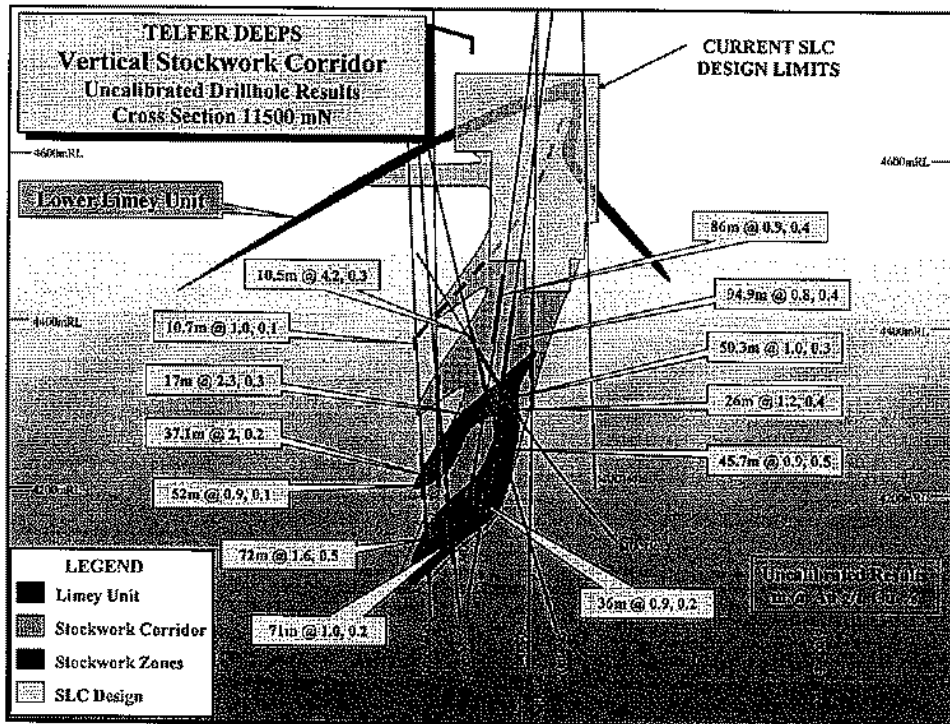 TELFER DEEPS
Vertical Stockwork Corridor
Uncalibrated Drillhole Results
Cross Section 11500 mN
CURRENT SLC
DESIGN LIMITS
4600mRL
4600mRL
Lower Limey Unit
86m @ 0.9, 0.4
10.5m @ 4.2, 0.3
94.9m @ 0.8, 0.4
4400mRL
4400mRL
10.7m @ 1.0, 0.1
50.3m @ 1.0, 0.3
17m @ 2.3, 0.3
26m @ 1.2, 0.4
37.1m @ 2, 0.2
45.7m @ 0.9, 0.5
52m @ 0.9, 0.1
4200mRL
4200mRL
72m @ 1.6, 0.5
36m @ 0.9, 0.2
71m @ 1.0, 0.2
Uncalibrated Results
LEGEND
Limey Unit
Stockwork Corridor
Stockwork Zones
SLC Design